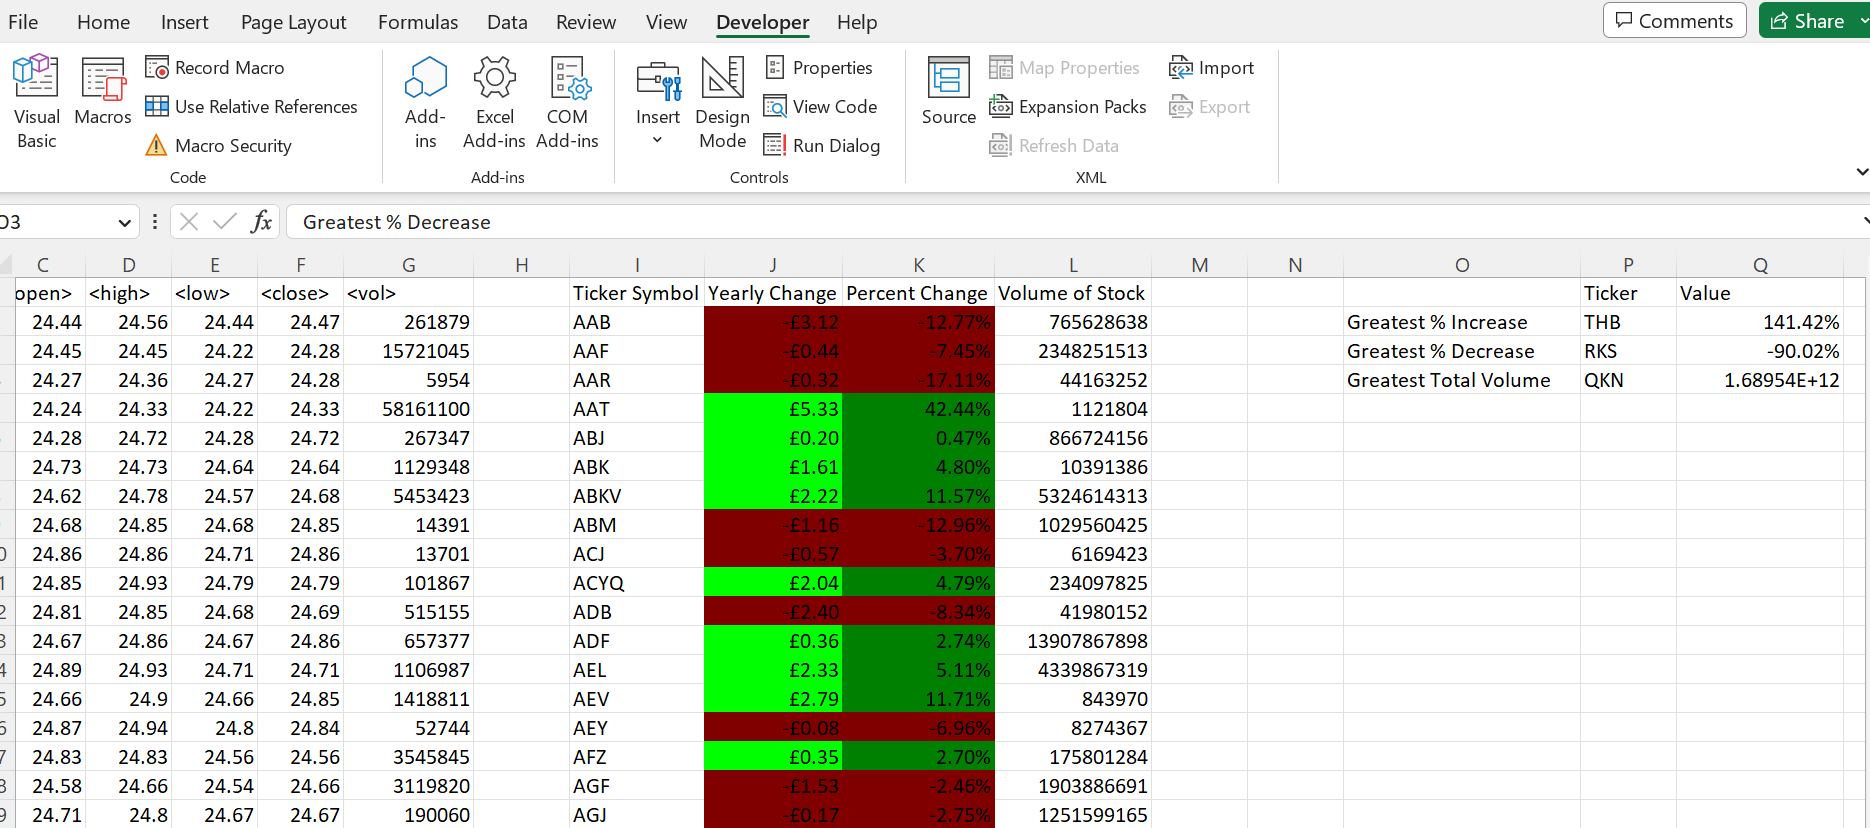 File Home Insert Page Layout Formulas Data Review View Developer Help Comments Share
Visual Basic
Macros
Record Macro
Use Relative References
Macro Security
Code
Add-ins
Excel Add-ins
COM Add-ins
Add-ins
Insert
Design Mode
Properties
View Code
Run Dialog
Controls
Source
Map Properties
Expansion Packs
Refresh Data
Import
Export
XML
O3 fx Greatest % Decrease
C D E F G H I J K L M N O P Q
open> <high> <low> <close> <vol> Ticker Symbol Yearly Change Percent Change Volume of Stock Ticker Value
24.44 24.56 24.44 24.47 261879 AAB -£3.12 -12.77% 765628638 Greatest % Increase THB 141.42%
24.45 24.45 24.22 24.28 15721045 AAF -£0.44 -7.45% 2348251513 Greatest % Decrease RKS -90.02%
24.27 24.36 24.27 24.28 5954 AAR -£0.32 -17.11% 44163252 Greatest Total Volume QKN 1.68954E+12
24.24 24.33 24.22 24.33 58161100 AAT £5.33 42.44% 1121804
24.28 24.72 24.28 24.72 267347 ABJ £0.20 0.47% 866724156
24.73 24.73 24.64 24.64 1129348 ABK £1.61 4.80% 10391386
24.62 24.78 24.57 24.68 5453423 ABKV £2.22 11.57% 5324614313
24.68 24.85 24.68 24.85 14391 ABM -£1.16 -12.96% 1029560425
0 24.86 24.86 24.71 24.86 13701 ACJ -£0.57 -3.70% 6169423
1 24.85 24.93 24.79 24.79 101867 ACYQ £2.04 4.79% 234097825
2 24.81 24.85 24.68 24.69 515155 ADB -£2.40 -8.34% 41980152
3 24.67 24.86 24.67 24.86 657377 ADF £0.36 2.74% 13907867898
4 24.89 24.93 24.71 24.71 1106987 AEL £2.33 5.11% 4339867319
5 24.66 24.9 24.66 24.85 1418811 AEV £2.79 11.71% 843970
6 24.87 24.94 24.8 24.84 52744 AEY -£0.08 -6.96% 8274367
7 24.83 24.83 24.56 24.56 3545845 AFZ £0.35 2.70% 175801284
8 24.58 24.66 24.54 24.66 3119820 AGF -£1.53 -2.46% 1903886691
9 24.71 24.8 24.67 24.67 190060 AGJ -£0.17 -2.75% 1251599165